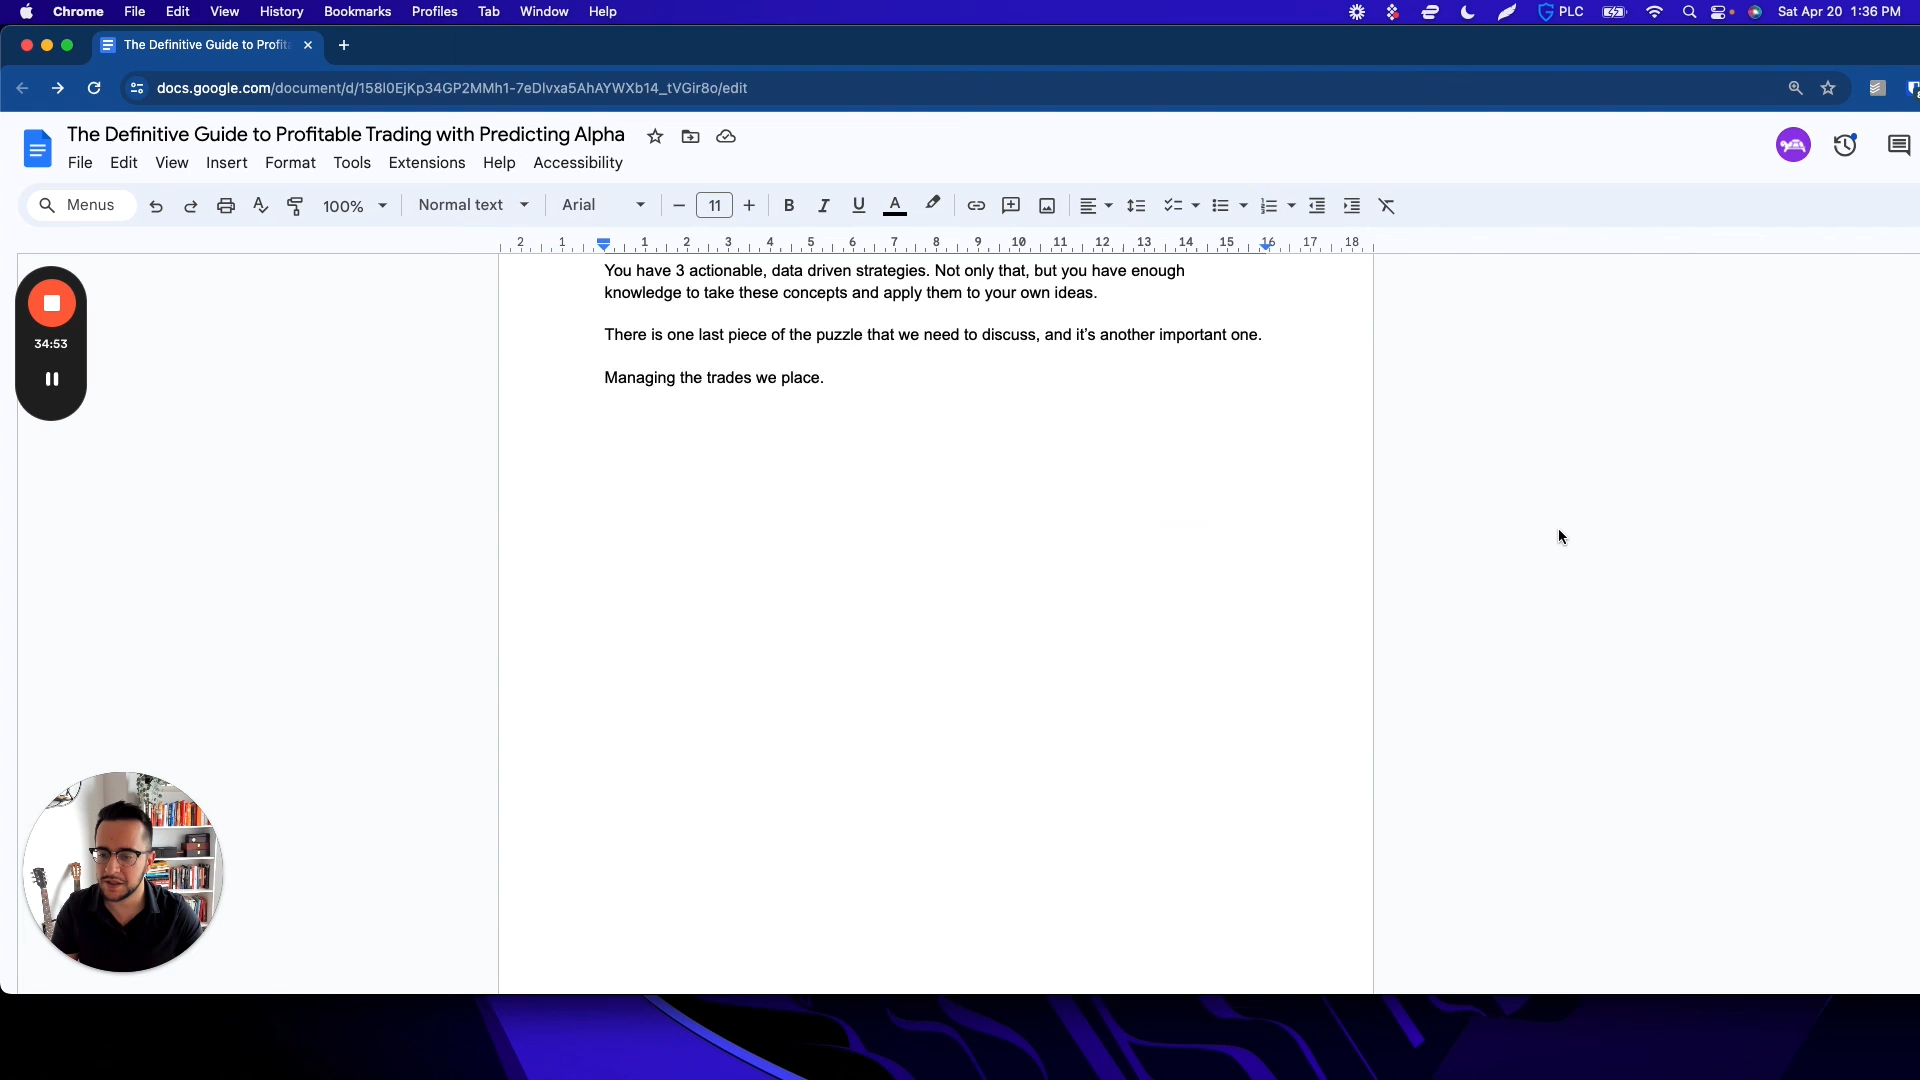 Chrome File Edit View History Bookmarks Profiles Tab Window Help PLC Sat Apr 20 1:36 PM
The Definitive Guide to Profit
docs.google.com/document/d/158I0EjKp34GP2MMh1-7eDlvxa5AhAYWXb14_tVGir8o/edit
The Definitive Guide to Profitable Trading with Predicting Alpha
File Edit View Insert Format Tools Extensions Help Accessibility
Menus 100% Normal text Arial 11 B I U A
2 1 1 2 3 4 5 6 7 8 9 10 11 12 13 14 15 16 17 18
You have 3 actionable, data driven strategies. Not only that, but you have enough
knowledge to take these concepts and apply them to your own ideas.
There is one last piece of the puzzle that we need to discuss, and it's another important one.
Managing the trades we place.
34:53